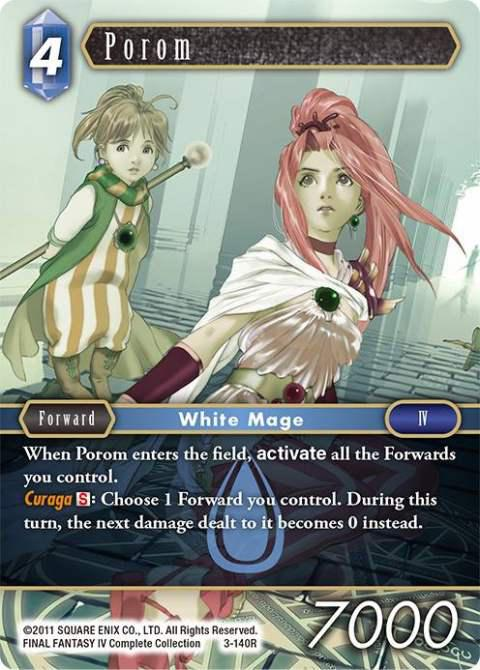 4
Porom
Forward
White Mage
IV
When Porom enters the field, activate all the Forwards
you control.
Curaga S: Choose 1 Forward you control. During this
turn, the next damage dealt to it becomes 0 instead.
7000
©2011 SQUARE ENIX CO., LTD. All Rights Reserved.
FINAL FANTASY IV Complete Collection 3-140R